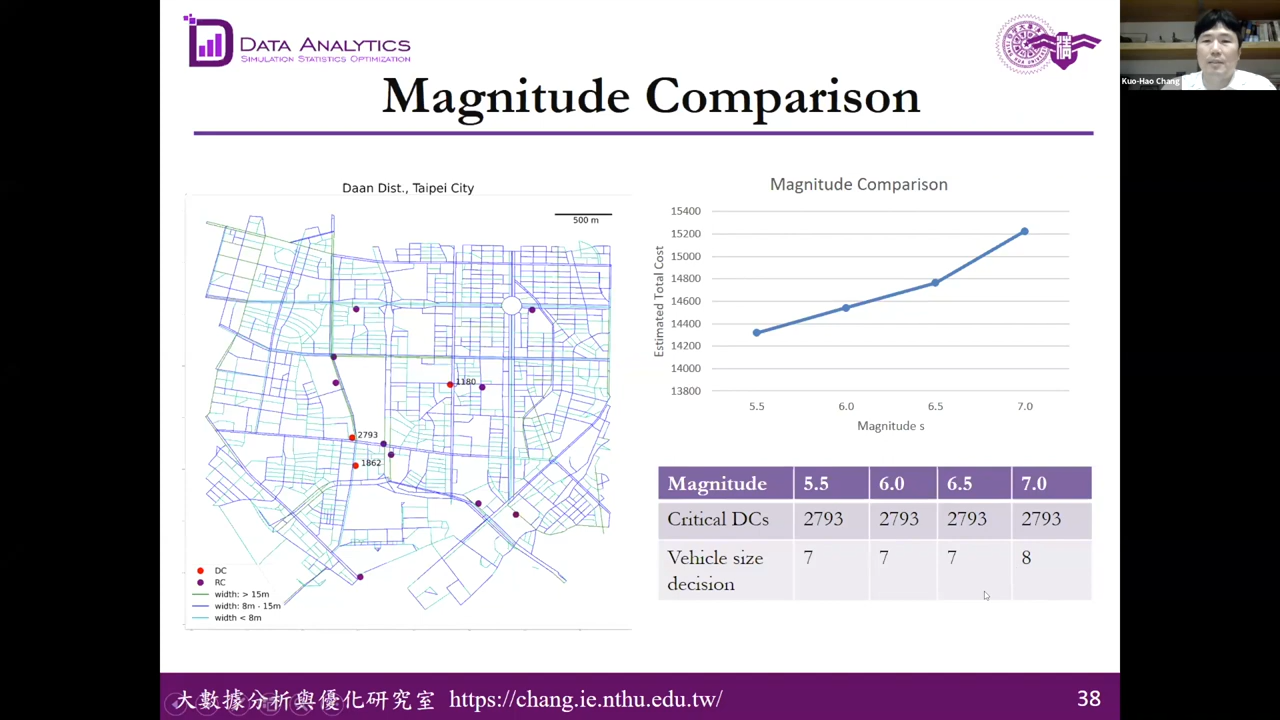 DATA ANALYTICS
SIMULATION STATISTICS OPTIMIZATION
Kuo-Hao Chang
Magnitude Comparison
Daan Dist., Taipei City
500 m
1180
2793
1862
DC
RC
width: > 15m
width: 8m - 15m
width < 8m
Magnitude Comparison
Estimated Total Cost
15400
15200
15000
14800
14600
14400
14200
14000
13800
5.5 6.0 6.5 7.0
Magnitude s
Magnitude 5.5 6.0 6.5 7.0
Critical DCs 2793 2793 2793 2793
Vehicle size 7 7 7 8
decision
大數據分析與優化研究室 https://chang.ie.nthu.edu.tw/
38